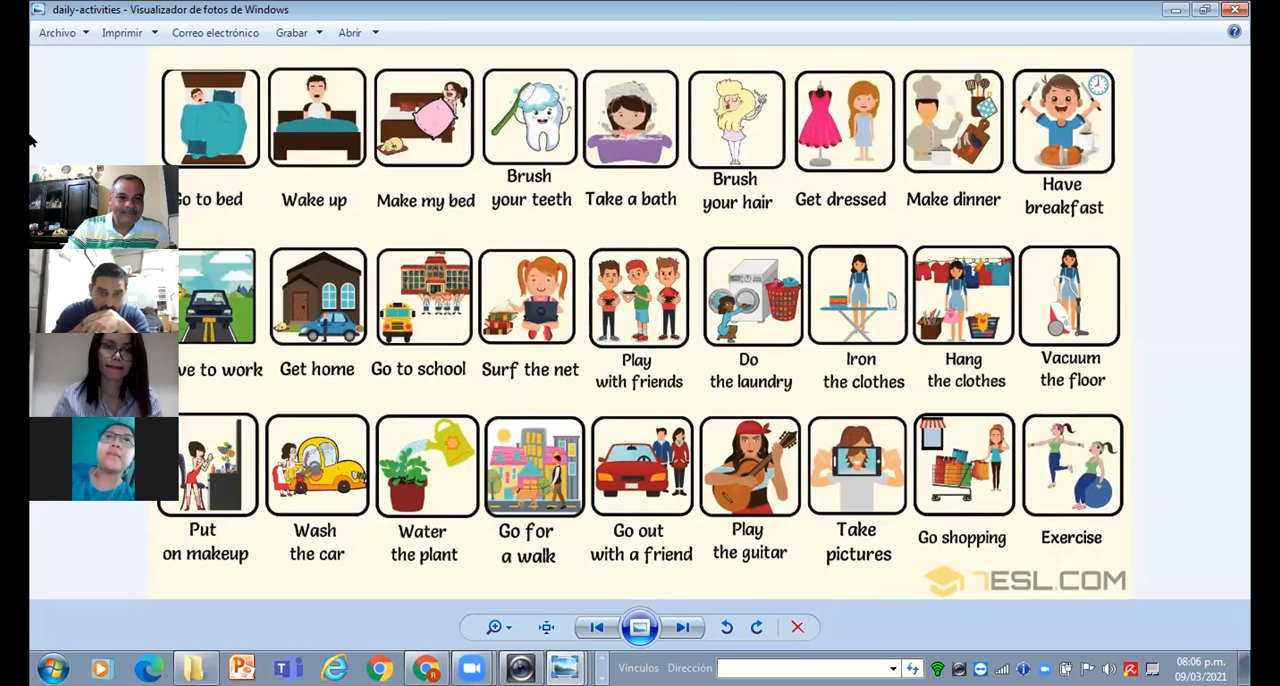 daily-activities - Visualizador de fotos de Windows
Archivo Imprimir Correo electrónico Grabar Abrir
Go to bed
Wake up
Make my bed
Brush
your teeth
Take a bath
Brush
your hair
Get dressed
Make dinner
Have
breakfast
ve to work
Get home
Go to school
Surf the net
Play
with friends
Do
the laundry
Iron
the clothes
Hang
the clothes
Vacuum
the floor
Put
on makeup
Wash
the car
Water
the plant
Go for
a walk
Go out
with a friend
Play
the guitar
Take
pictures
Go shopping
Exercise
7ESL.COM
Vínculos Dirección
08:06 p.m.
09/03/2021